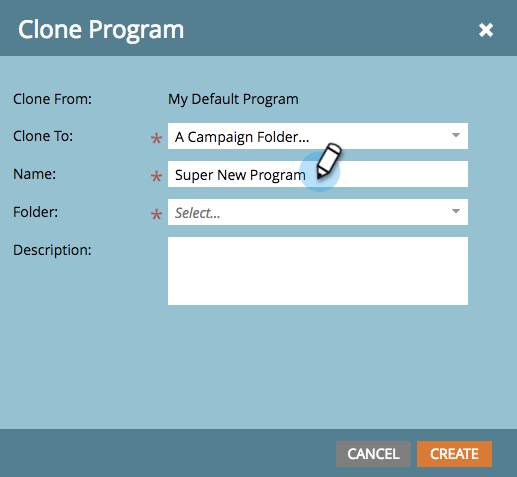 Clone Program
Clone From: My Default Program
Clone To: * A Campaign Folder...
Name: * Super New Program
Folder: * Select...
Description:
CANCEL CREATE